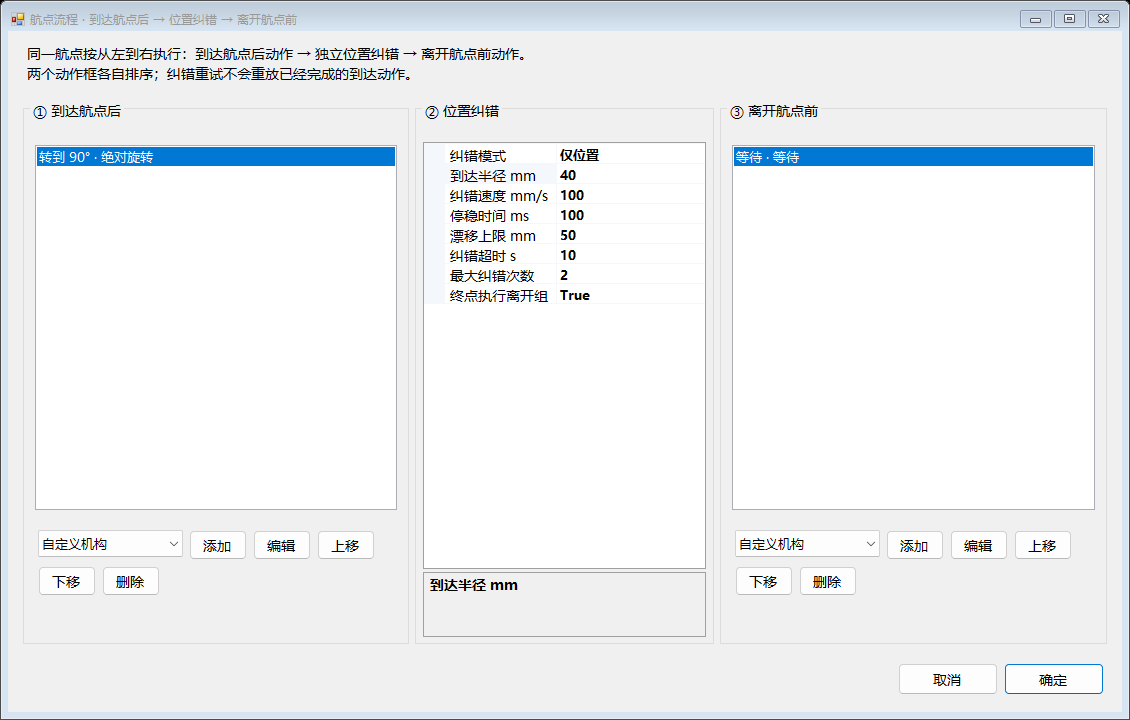 航点流程 · 到达航点后 → 位置纠错 → 离开航点前
同一航点按从左到右执行：到达航点后动作 → 独立位置纠错 → 离开航点前动作。
两个动作框各自排序；纠错重试不会重放已经完成的到达动作。
① 到达航点后
转到 90° · 绝对旋转
自定义机构
添加
编辑
上移
下移
删除
② 位置纠错
纠错模式 仅位置
到达半径 mm 40
纠错速度 mm/s 100
停稳时间 ms 100
漂移上限 mm 50
纠错超时 s 10
最大纠错次数 2
终点执行离开组 True
到达半径 mm
③ 离开航点前
等待 · 等待
自定义机构
添加
编辑
上移
下移
删除
取消
确定